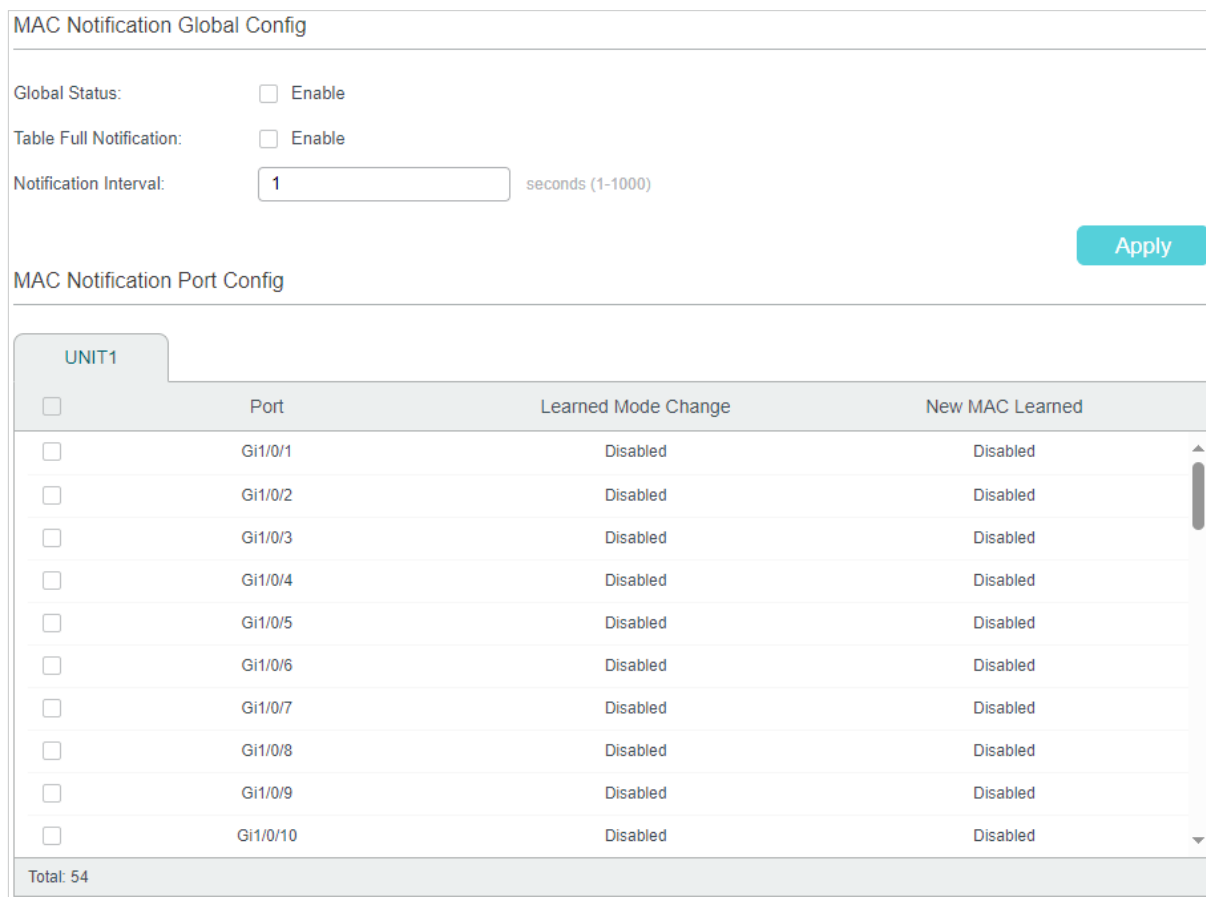 MAC Notification Global Config
Global Status: Enable
Table Full Notification: Enable
Notification Interval: 1 seconds (1-1000)
Apply
MAC Notification Port Config
UNIT1
Port Learned Mode Change New MAC Learned
Gi1/0/1 Disabled Disabled
Gi1/0/2 Disabled Disabled
Gi1/0/3 Disabled Disabled
Gi1/0/4 Disabled Disabled
Gi1/0/5 Disabled Disabled
Gi1/0/6 Disabled Disabled
Gi1/0/7 Disabled Disabled
Gi1/0/8 Disabled Disabled
Gi1/0/9 Disabled Disabled
Gi1/0/10 Disabled Disabled
Total: 54